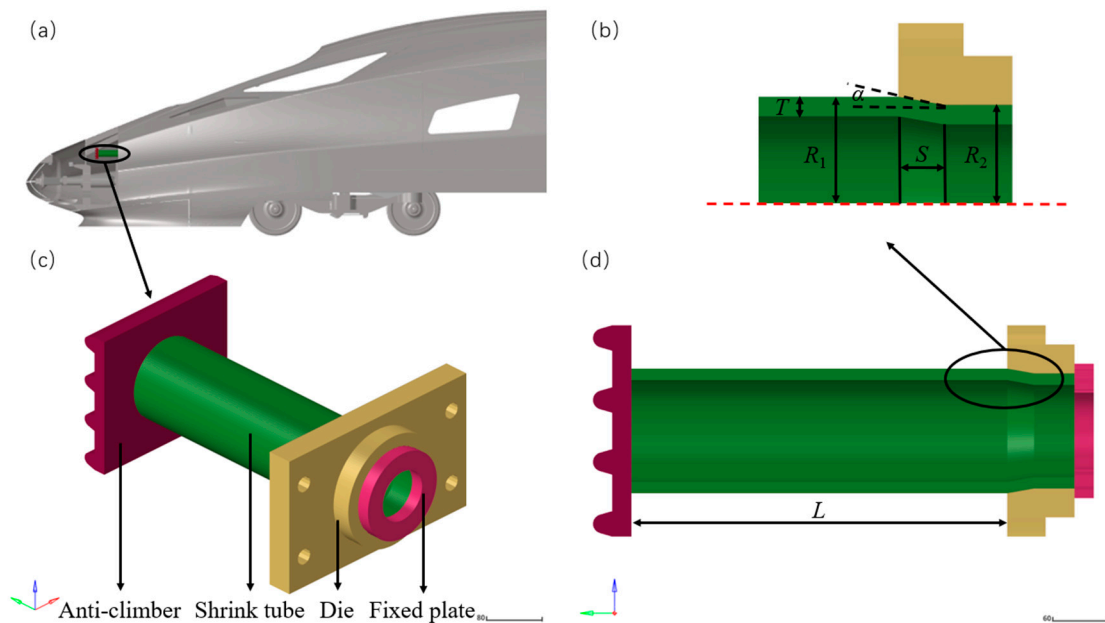 (a)
(b)
α
T
R1
S
R2
(c)
(d)
L
Anti-climber Shrink tube Die Fixed plate
80
60